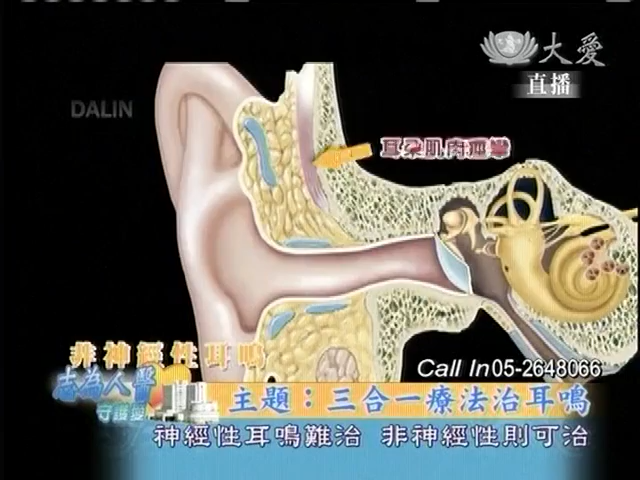 大愛
直播
DALIN
耳朵肌肉痙攣
非神經性耳鳴
Call In 05-2648066
志為人醫
守護愛
主題：三合一療法治耳鳴
神經性耳鳴難治 非神經性則可治